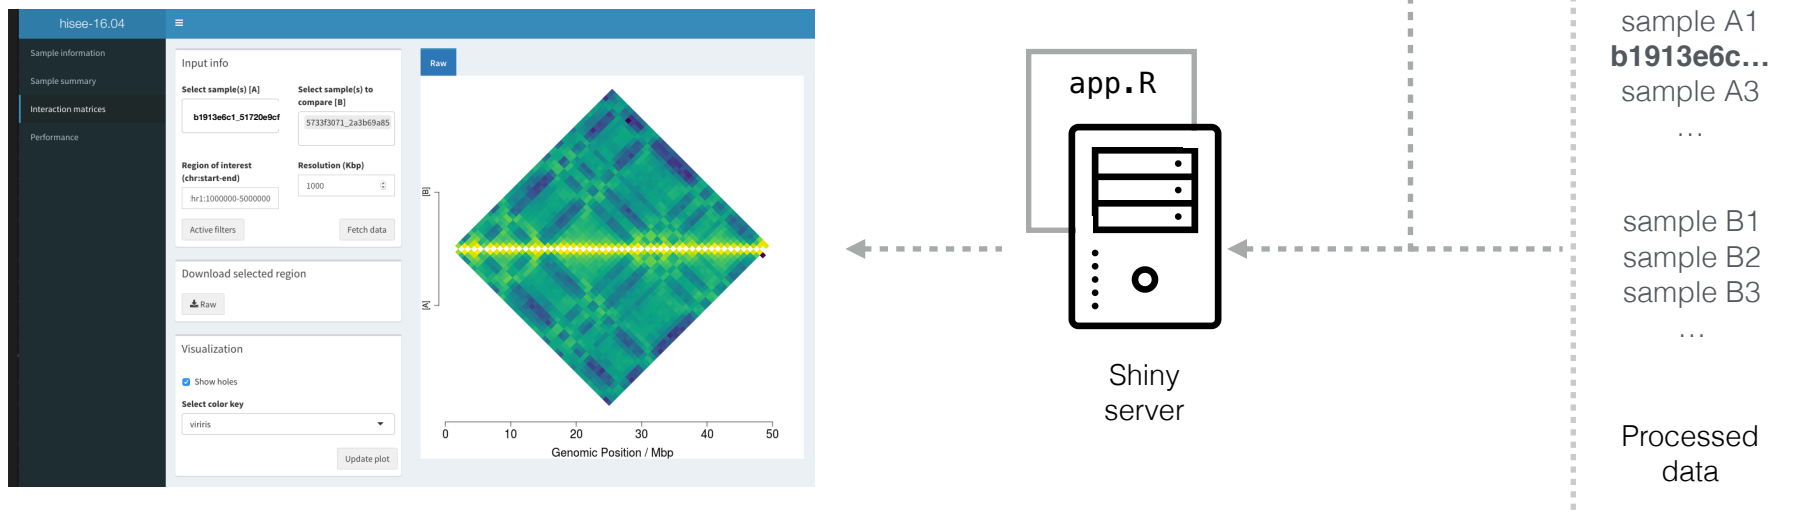 hisee-16.04
Sample information
Sample summary
Interaction matrices
Performance
Input info
Select sample(s) [A]
b1913e6c1_51720e9cf
Select sample(s) to
compare [B]
5733f3071_2a3b69a85
Region of interest
(chr:start-end)
hr1:1000000-5000000
Resolution (Kbp)
1000
Active filters
Fetch data
Download selected region
Raw
Visualization
Show holes
Select color key
viriris
Update plot
Raw
[B]
[A]
0 10 20 30 40 50
Genomic Position / Mbp
app.R
Shiny
server
sample A1
b1913e6c...
sample A3
...
sample B1
sample B2
sample B3
...
Processed
data